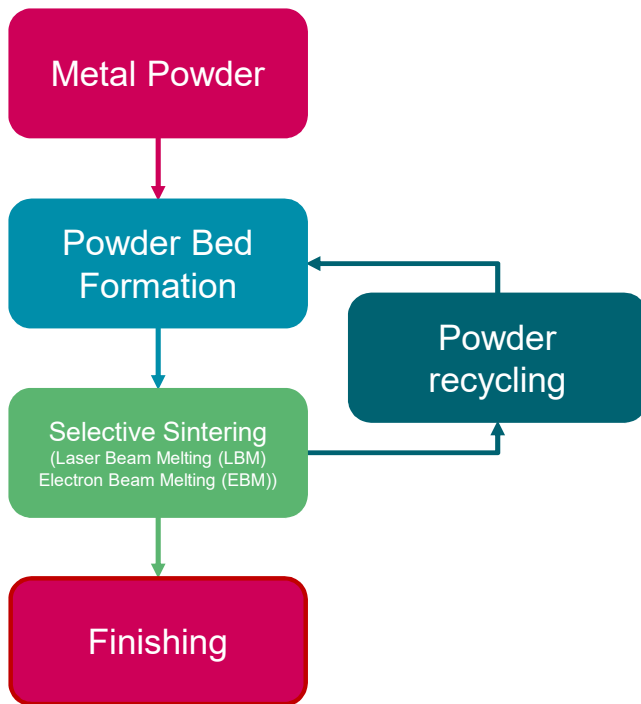 Metal Powder
Powder Bed
Formation
Powder
recycling
Selective Sintering
(Laser Beam Melting (LBM)
Electron Beam Melting (EBM))
Finishing